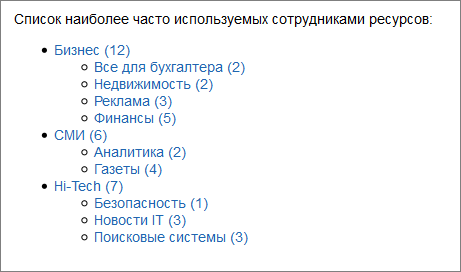 Список наиболее часто используемых сотрудниками ресурсов:
Бизнес (12)
Все для бухгалтера (2)
Недвижимость (2)
Реклама (3)
Финансы (5)
СМИ (6)
Аналитика (2)
Газеты (4)
Hi-Tech (7)
Безопасность (1)
Новости IT (3)
Поисковые системы (3)